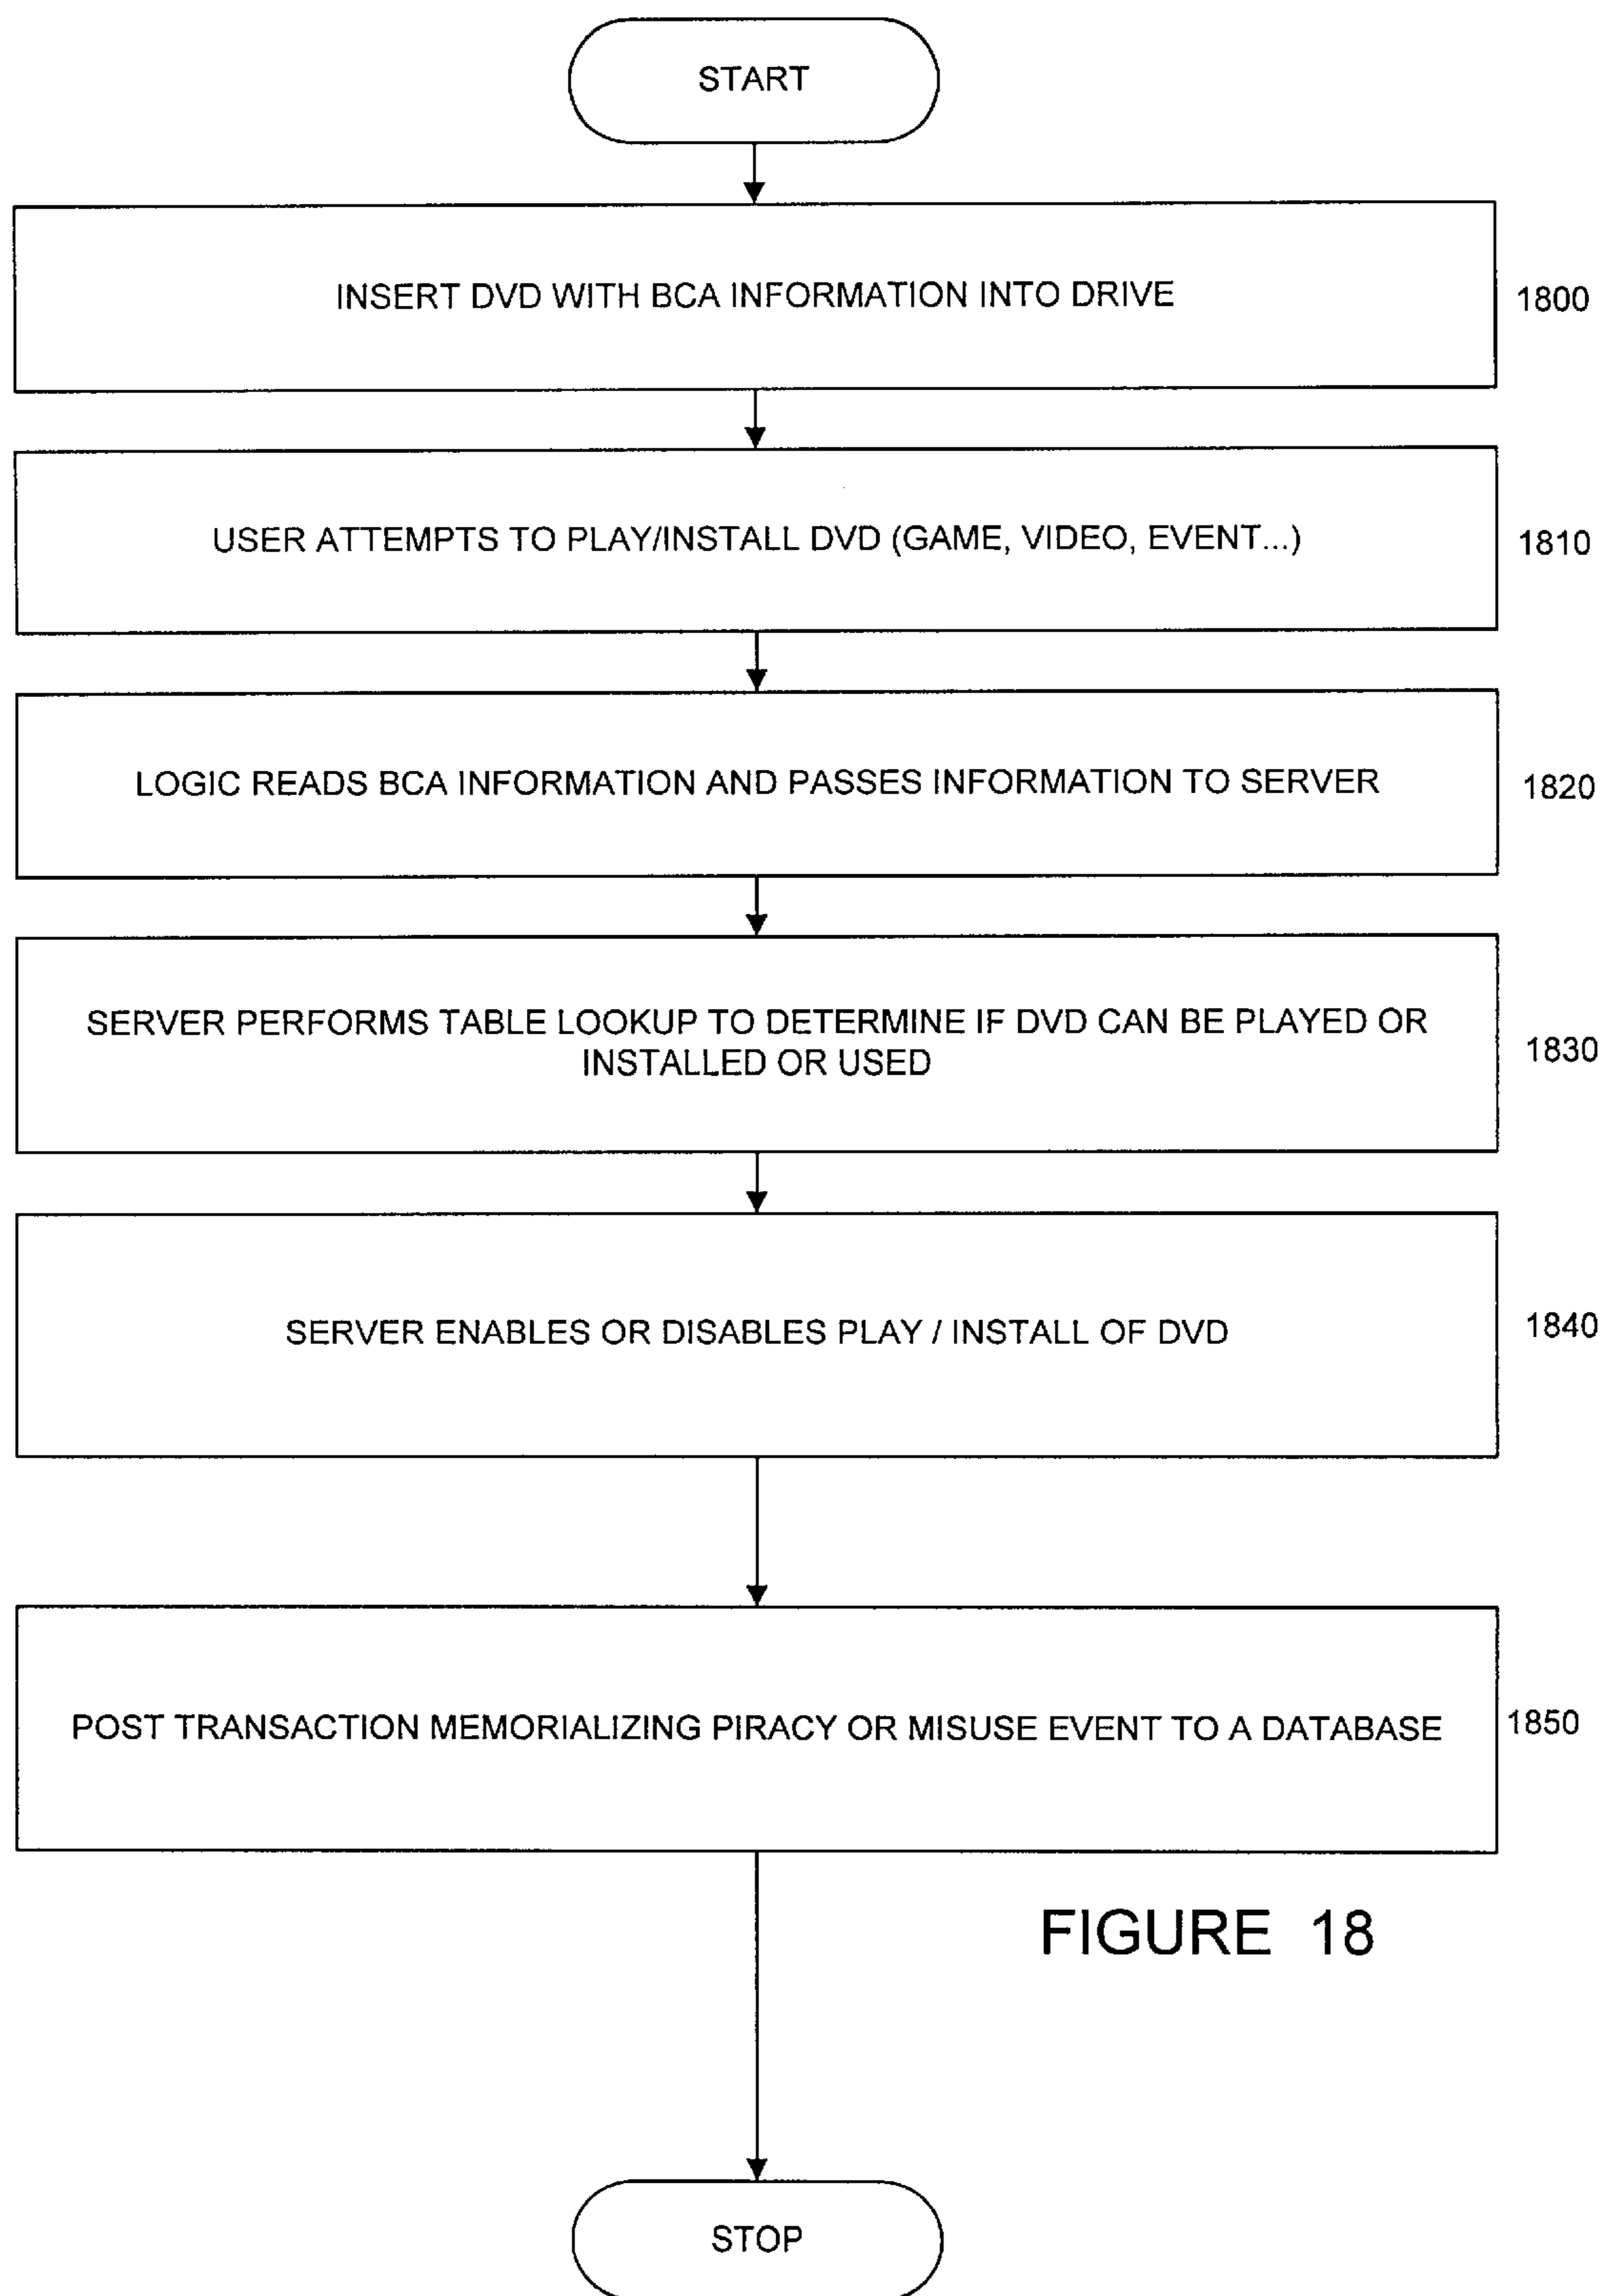 START
INSERT DVD WITH BCA INFORMATION INTO DRIVE
1800
USER ATTEMPTS TO PLAY/INSTALL DVD (GAME, VIDEO, EVENT...)
1810
LOGIC READS BCA INFORMATION AND PASSES INFORMATION TO SERVER
1820
SERVER PERFORMS TABLE LOOKUP TO DETERMINE IF DVD CAN BE PLAYED OR
INSTALLED OR USED
1830
SERVER ENABLES OR DISABLES PLAY / INSTALL OF DVD
1840
POST TRANSACTION MEMORIALIZING PIRACY OR MISUSE EVENT TO A DATABASE
1850
FIGURE 18
STOP